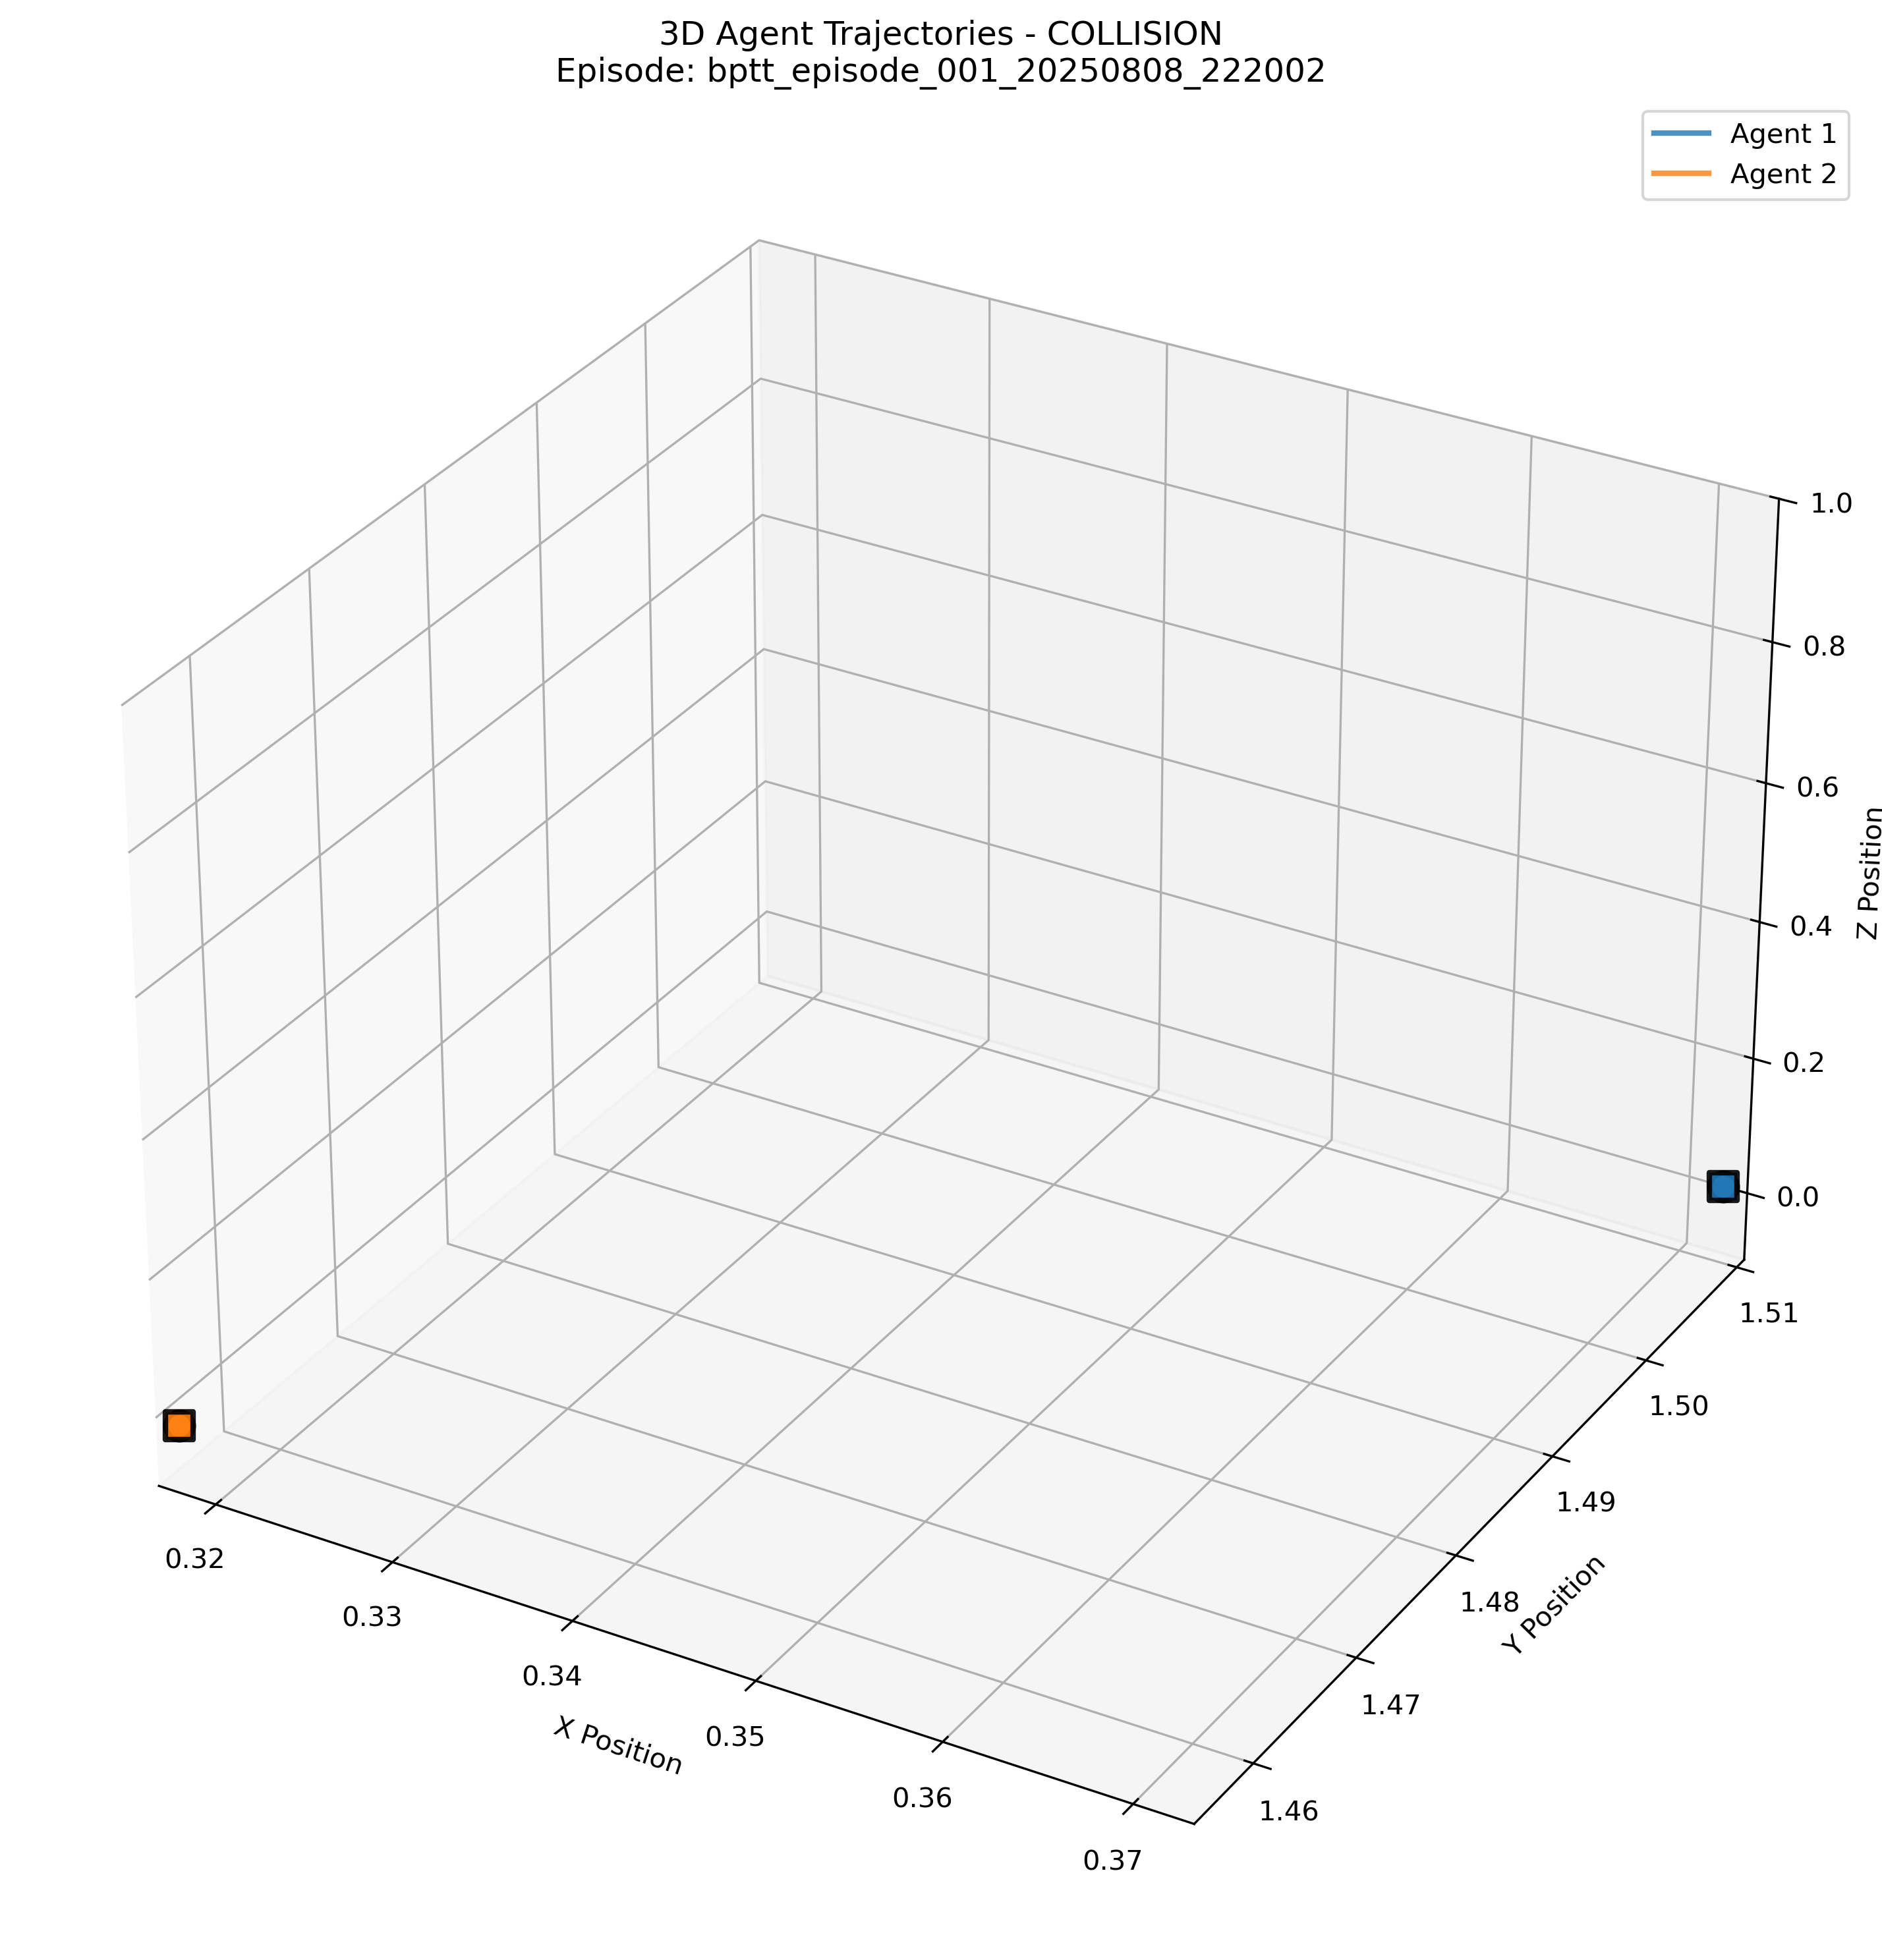 3D Agent Trajectories - COLLISION
Episode: bptt_episode_001_20250808_222002
Agent 1
Agent 2
1.0
0.8
0.6
0.4
0.2
0.0
Z Position
1.51
1.50
1.49
1.48
1.47
1.46
Y Position
0.32
0.33
0.34
0.35
0.36
0.37
X Position